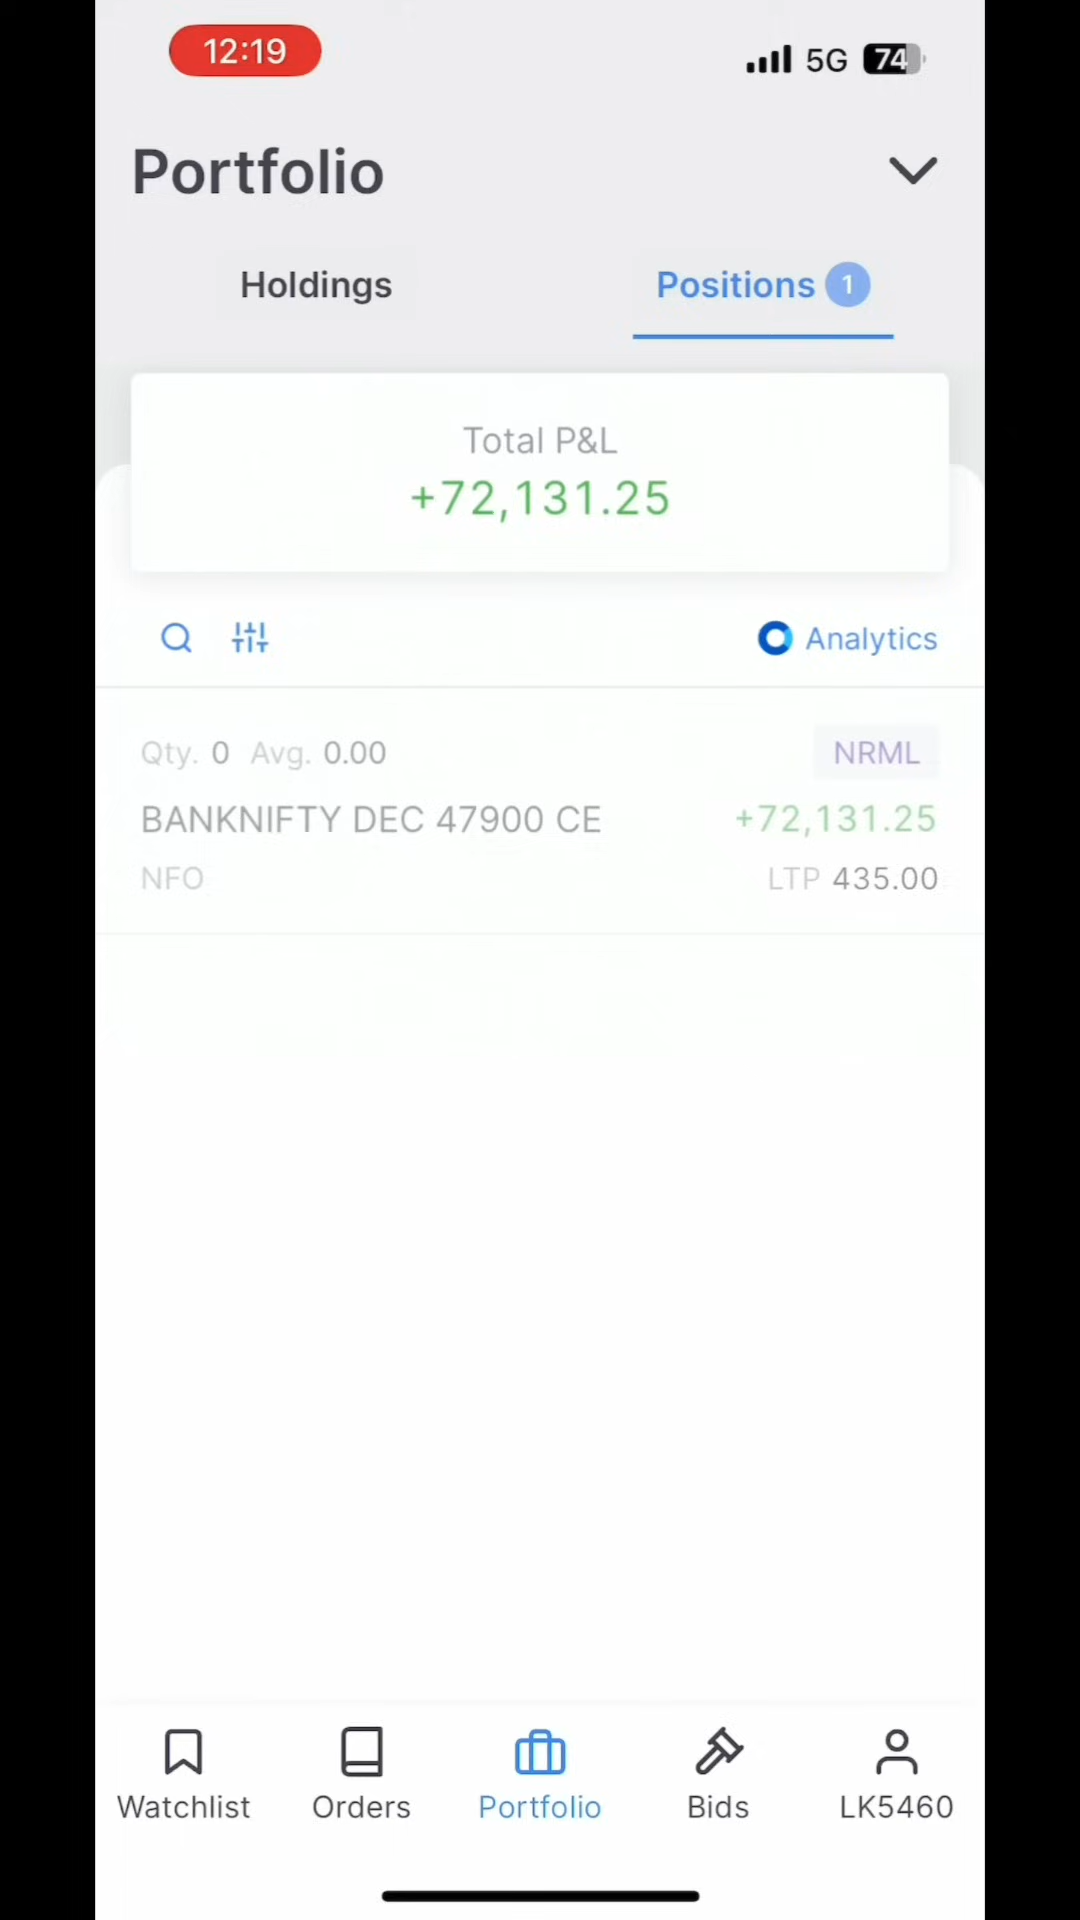 12:19 5G 74
Portfolio
Holdings Positions 1
Total P&L
+72,131.25
Analytics
Qty. 0 Avg. 0.00 NRML
BANKNIFTY DEC 47900 CE +72,131.25
NFO LTP 435.00
Watchlist Orders Portfolio Bids LK5460